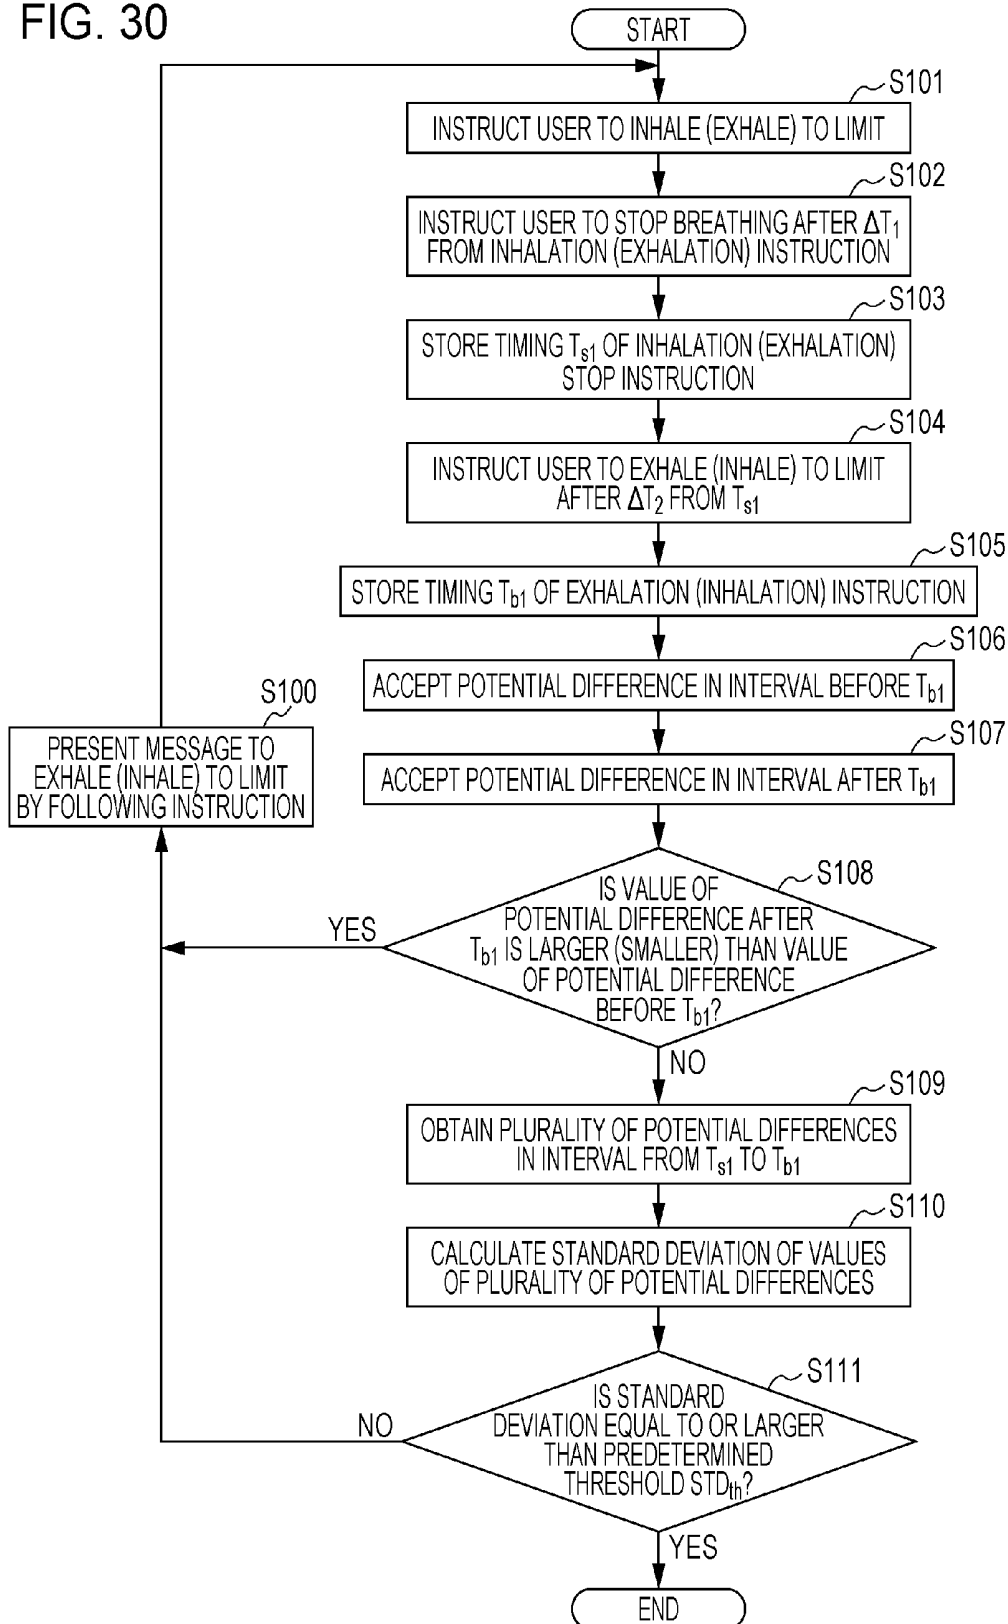 FIG. 30
START
S101
INSTRUCT USER TO INHALE (EXHALE) TO LIMIT
S102
INSTRUCT USER TO STOP BREATHING AFTER ΔT1
FROM INHALATION (EXHALATION) INSTRUCTION
S103
STORE TIMING Ts1 OF INHALATION (EXHALATION)
STOP INSTRUCTION
S104
INSTRUCT USER TO EXHALE (INHALE) TO LIMIT
AFTER ΔT2 FROM Ts1
S105
STORE TIMING Tb1 OF EXHALATION (INHALATION) INSTRUCTION
S106
ACCEPT POTENTIAL DIFFERENCE IN INTERVAL BEFORE Tb1
S100
PRESENT MESSAGE TO
EXHALE (INHALE) TO LIMIT
BY FOLLOWING INSTRUCTION
S107
ACCEPT POTENTIAL DIFFERENCE IN INTERVAL AFTER Tb1
S108
IS VALUE OF
POTENTIAL DIFFERENCE AFTER
Tb1 IS LARGER (SMALLER) THAN VALUE
OF POTENTIAL DIFFERENCE
BEFORE Tb1?
YES
NO
S109
OBTAIN PLURALITY OF POTENTIAL DIFFERENCES
IN INTERVAL FROM Ts1 TO Tb1
S110
CALCULATE STANDARD DEVIATION OF VALUES
OF PLURALITY OF POTENTIAL DIFFERENCES
S111
IS STANDARD
DEVIATION EQUAL TO OR LARGER
THAN PREDETERMINED
THRESHOLD STDth?
NO
YES
END